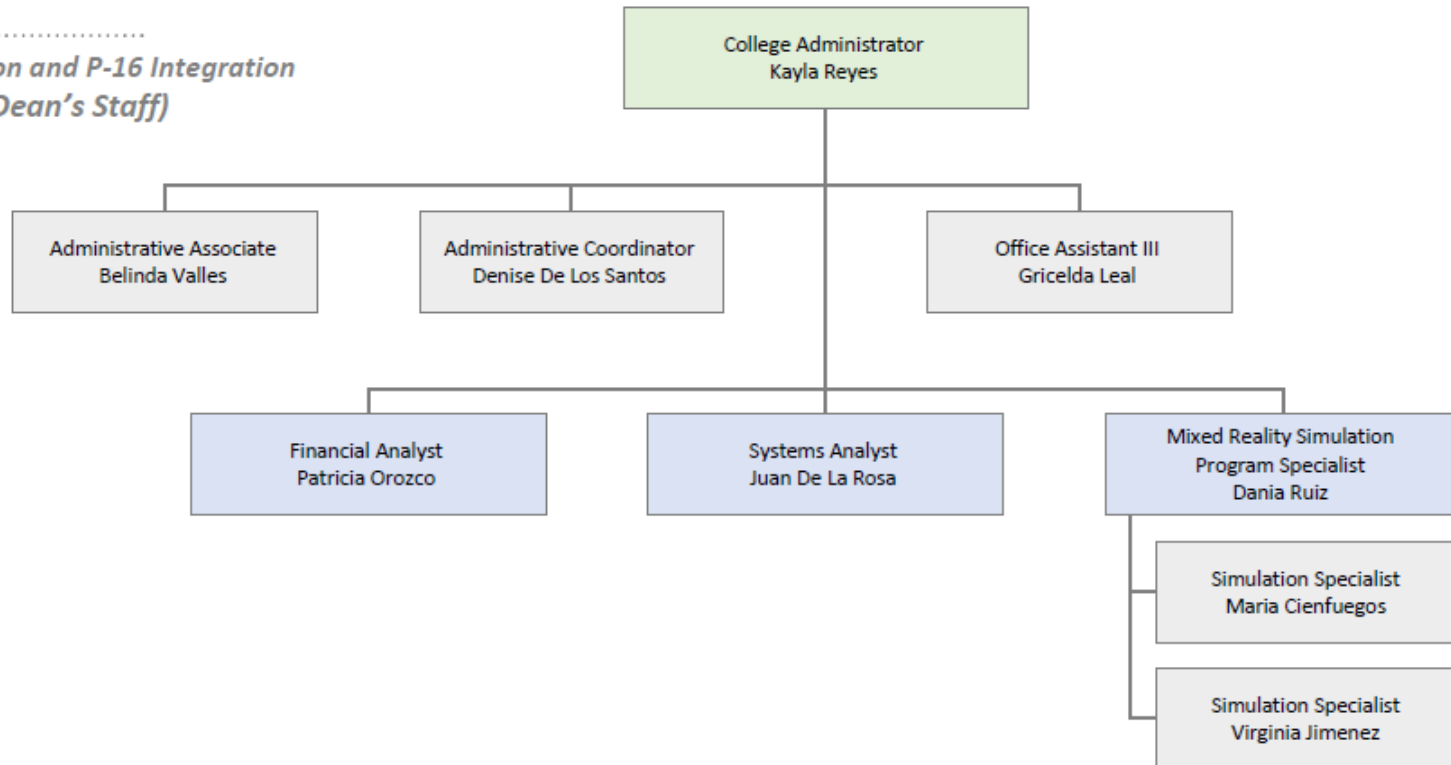 ..................
on and P-16 Integration
Dean’s Staff)
College Administrator
Kayla Reyes
Administrative Associate
Belinda Valles
Administrative Coordinator
Denise De Los Santos
Office Assistant III
Gricelda Leal
Financial Analyst
Patricia Orozco
Systems Analyst
Juan De La Rosa
Mixed Reality Simulation
Program Specialist
Dania Ruiz
Simulation Specialist
Maria Cienfuegos
Simulation Specialist
Virginia Jimenez